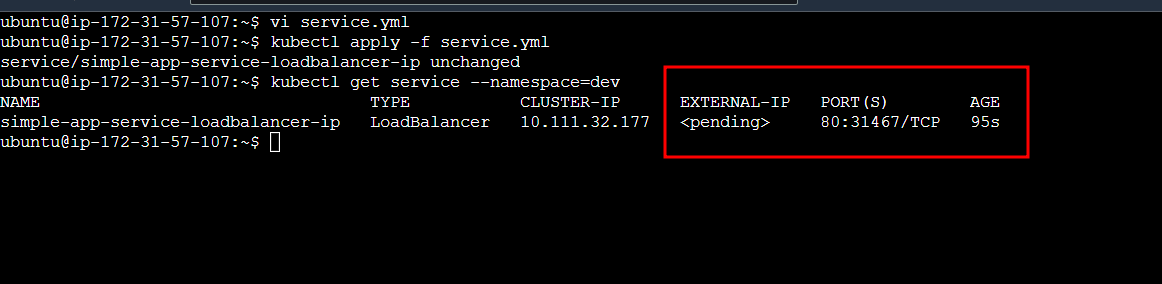 ubuntu@ip-172-31-57-107:~$ vi service.yml
ubuntu@ip-172-31-57-107:~$ kubectl apply -f service.yml
service/simple-app-service-loadbalancer-ip unchanged
ubuntu@ip-172-31-57-107:~$ kubectl get service --namespace=dev
NAME TYPE CLUSTER-IP EXTERNAL-IP PORT(S) AGE
simple-app-service-loadbalancer-ip LoadBalancer 10.111.32.177 <pending> 80:31467/TCP 95s
ubuntu@ip-172-31-57-107:~$